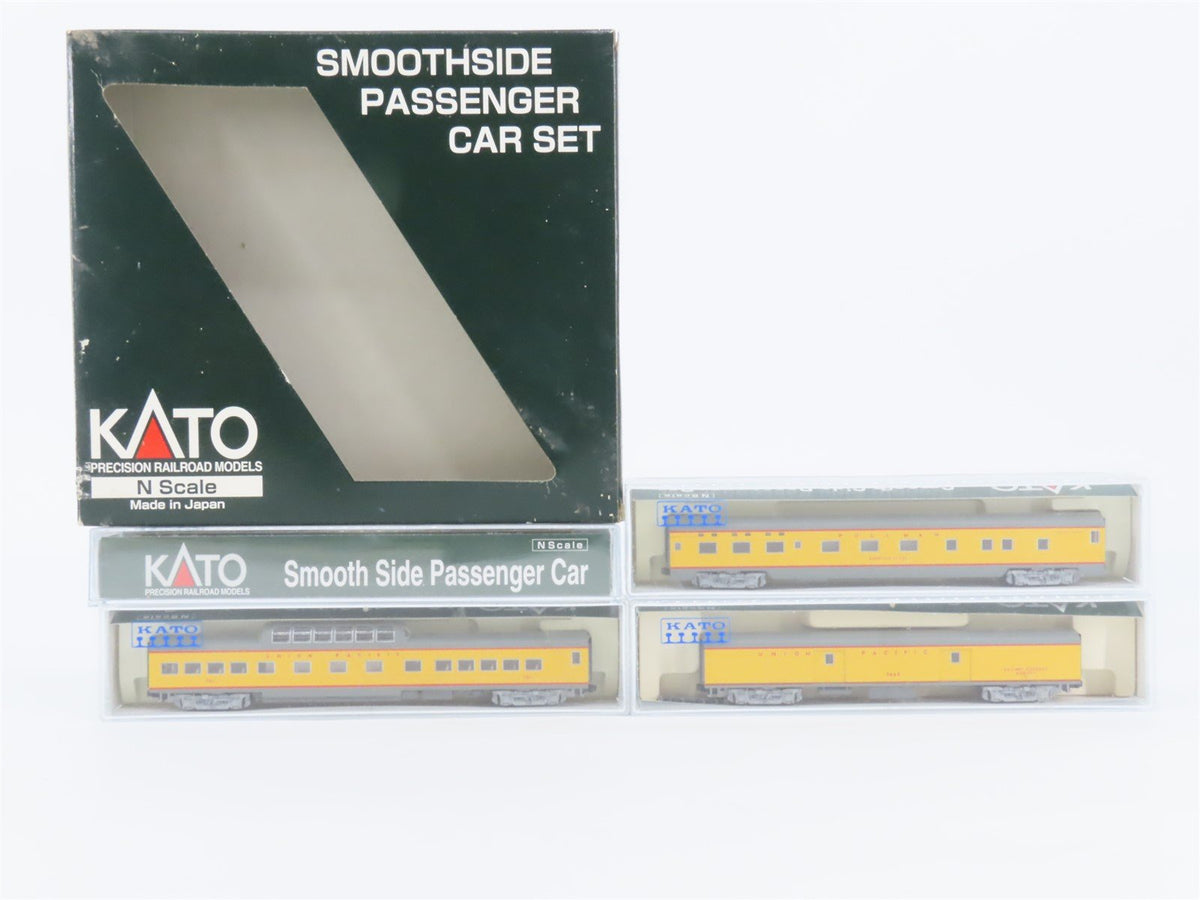 SMOOTHSIDE
PASSENGER
CAR SET
KATO
PRECISION RAILROAD MODELS
N Scale
Made in Japan
KATO
PRECISION RAILROAD MODELS
N Scale
Smooth Side Passenger Car
KATO
PULLMAN
KATO
UNION PACIFIC
KATO
UNION PACIFIC